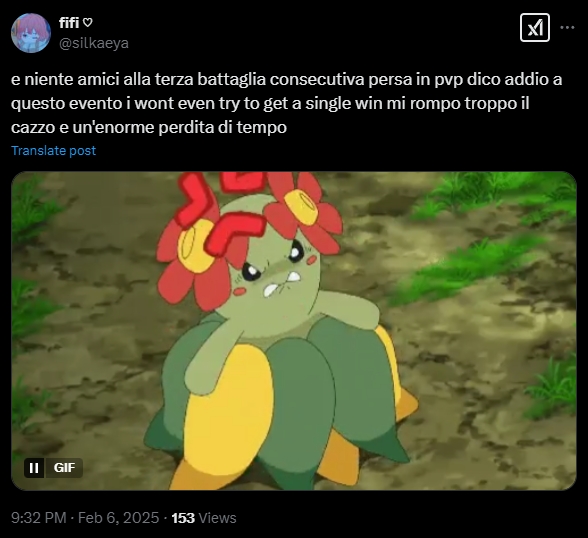 fifi ♡
@silkaeya
e niente amici alla terza battaglia consecutiva persa in pvp dico addio a
questo evento i wont even try to get a single win mi rompo troppo il
cazzo e un'enorme perdita di tempo
Translate post
GIF
9:32 PM · Feb 6, 2025 · 153 Views